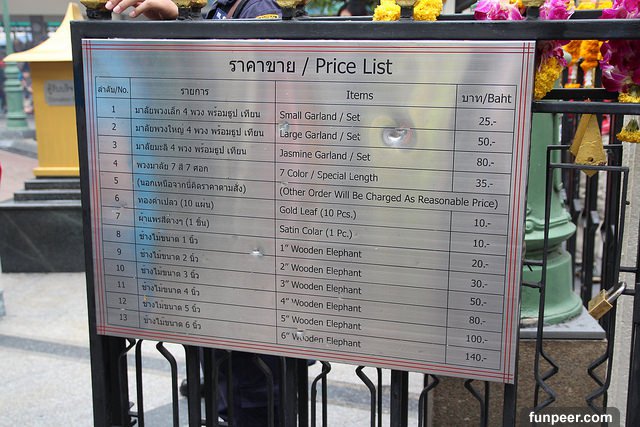 ราคาขาย / Price List
ลำดับ/No. รายการ Items บาท/Baht
1 มาลัยพวงเล็ก 4 พวง พร้อมธูป เทียน Small Garland / Set 25.-
2 มาลัยพวงใหญ่ 4 พวง พร้อมธูป เทียน Large Garland / Set 50.-
3 มาลัยมะลิ 4 พวง พร้อมธูป เทียน Jasmine Garland / Set 80.-
4 พวงมาลัย 7 สี 7 ศอก 7 Color / Special Length 35.-
5 (นอกเหนือจากนี้คิดราคาตามสั่ง) (Other Order Will Be Charged As Reasonable Price)
6 ทองคำเปลว (10 แผ่น) Gold Leaf (10 Pcs.) 10.-
7 ผ้าแพรสีต่างๆ (1 ชิ้น) Satin Colar (1 Pc.) 10.-
8 ช้างไม้ขนาด 1 นิ้ว 1" Wooden Elephant 20.-
9 ช้างไม้ขนาด 2 นิ้ว 2" Wooden Elephant 30.-
10 ช้างไม้ขนาด 3 นิ้ว 3" Wooden Elephant 50.-
11 ช้างไม้ขนาด 4 นิ้ว 4" Wooden Elephant 80.-
12 ช้างไม้ขนาด 5 นิ้ว 5" Wooden Elephant 100.-
13 ช้างไม้ขนาด 6 นิ้ว 6" Wooden Elephant 140.-
funpeer.com